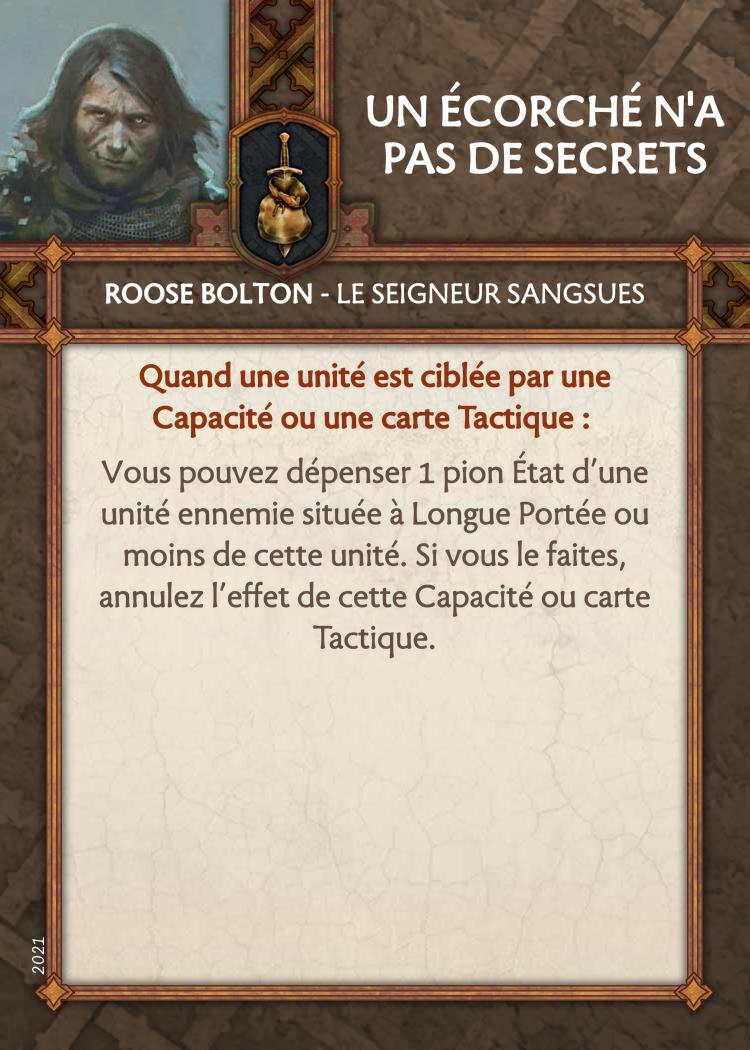 UN ÉCORCHÉ N'A
PAS DE SECRETS
ROOSE BOLTON - LE SEIGNEUR SANGSUES
Quand une unité est ciblée par une
Capacité ou une carte Tactique :
Vous pouvez dépenser 1 pion État d'une
unité ennemie située à Longue Portée ou
moins de cette unité. Si vous le faites,
annulez l'effet de cette Capacité ou carte
Tactique.
2021